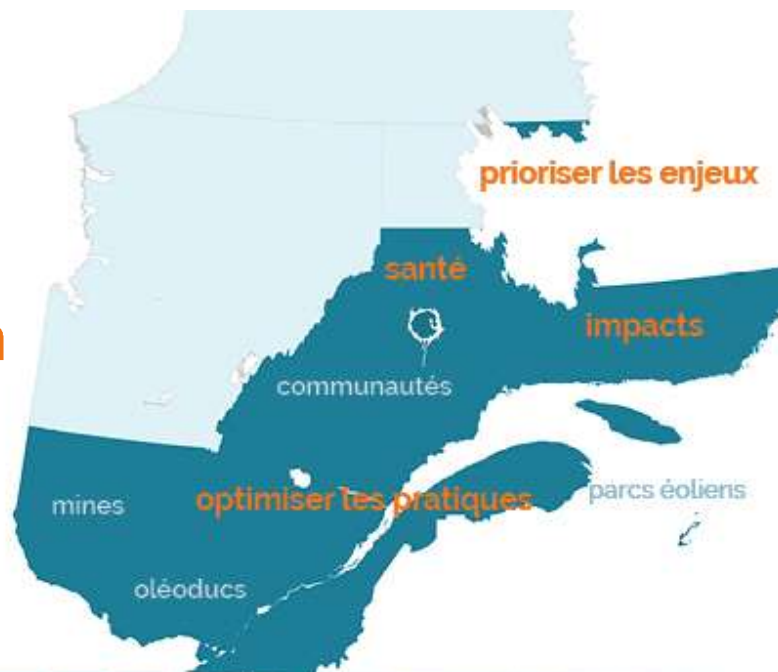 n
prioriser les enjeux
santé
impacts
communautés
optimiser les pratiques
parcs éoliens
mines
oléoducs